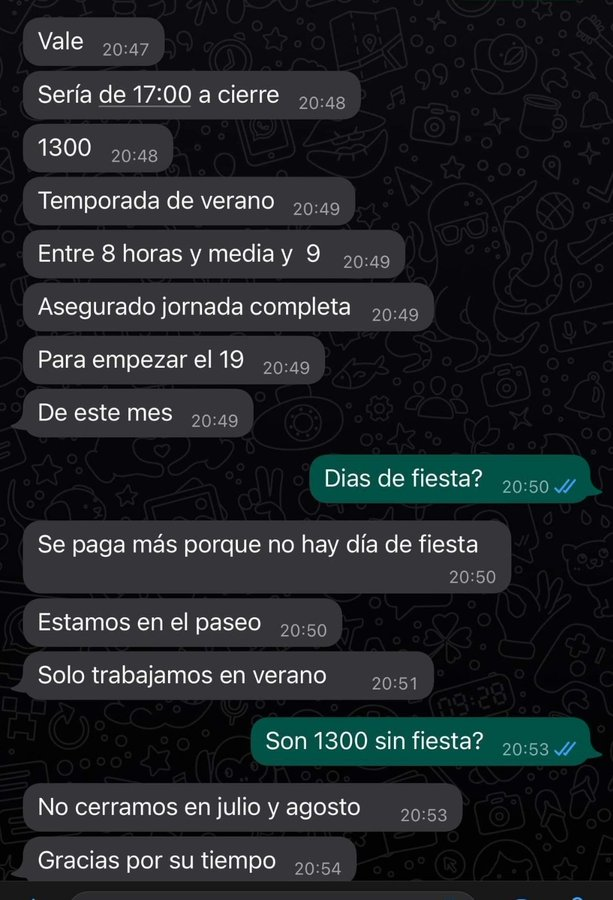 Vale 20:47
Sería de 17:00 a cierre 20:48
1300 20:48
Temporada de verano 20:49
Entre 8 horas y media y 9 20:49
Asegurado jornada completa 20:49
Para empezar el 19 20:49
De este mes 20:49
Dias de fiesta? 20:50
Se paga más porque no hay día de fiesta
20:50
Estamos en el paseo 20:50
Solo trabajamos en verano 20:51
09:28
Son 1300 sin fiesta? 20:53
No cerramos en julio y agosto 20:53
Gracias por su tiempo 20:54